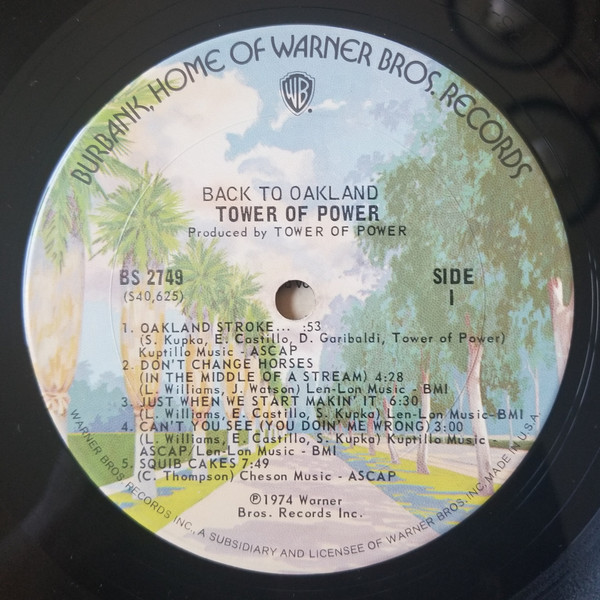 BURBANK, HOME OF WARNER BROS. RECORDS
WB
BACK TO OAKLAND
TOWER OF POWER
Produced by TOWER OF POWER
BS 2749
(S40,625)
SIDE
1
1. OAKLAND STROKE... :53
(S. Kupka, E. Castillo, D. Garibaldi, Tower of Power)
Kuptillo Music - ASCAP
2. DON'T CHANGE HORSES
(IN THE MIDDLE OF A STREAM) 4:28
(L. Williams, J. Watson) Len-Lon Music - BMI
3. JUST WHEN WE START MAKIN' IT 6:30
(L. Williams, E. Castillo, S. Kupka) Len-Lon Music-BMI
4. CAN'T YOU SEE (YOU DOIN' ME WRONG) 3:00
(L. Williams, E. Castillo, S. Kupka) Kuptillo Music
ASCAP/Len-Lon Music - BMI
5. SQUIB CAKES 7:49
(C. Thompson) Cheson Music - ASCAP
℗1974 Warner
Bros. Records Inc.
WARNER BROS. RECORDS INC., A SUBSIDIARY AND LICENSEE OF WARNER BROS. INC. MADE IN U.S.A.